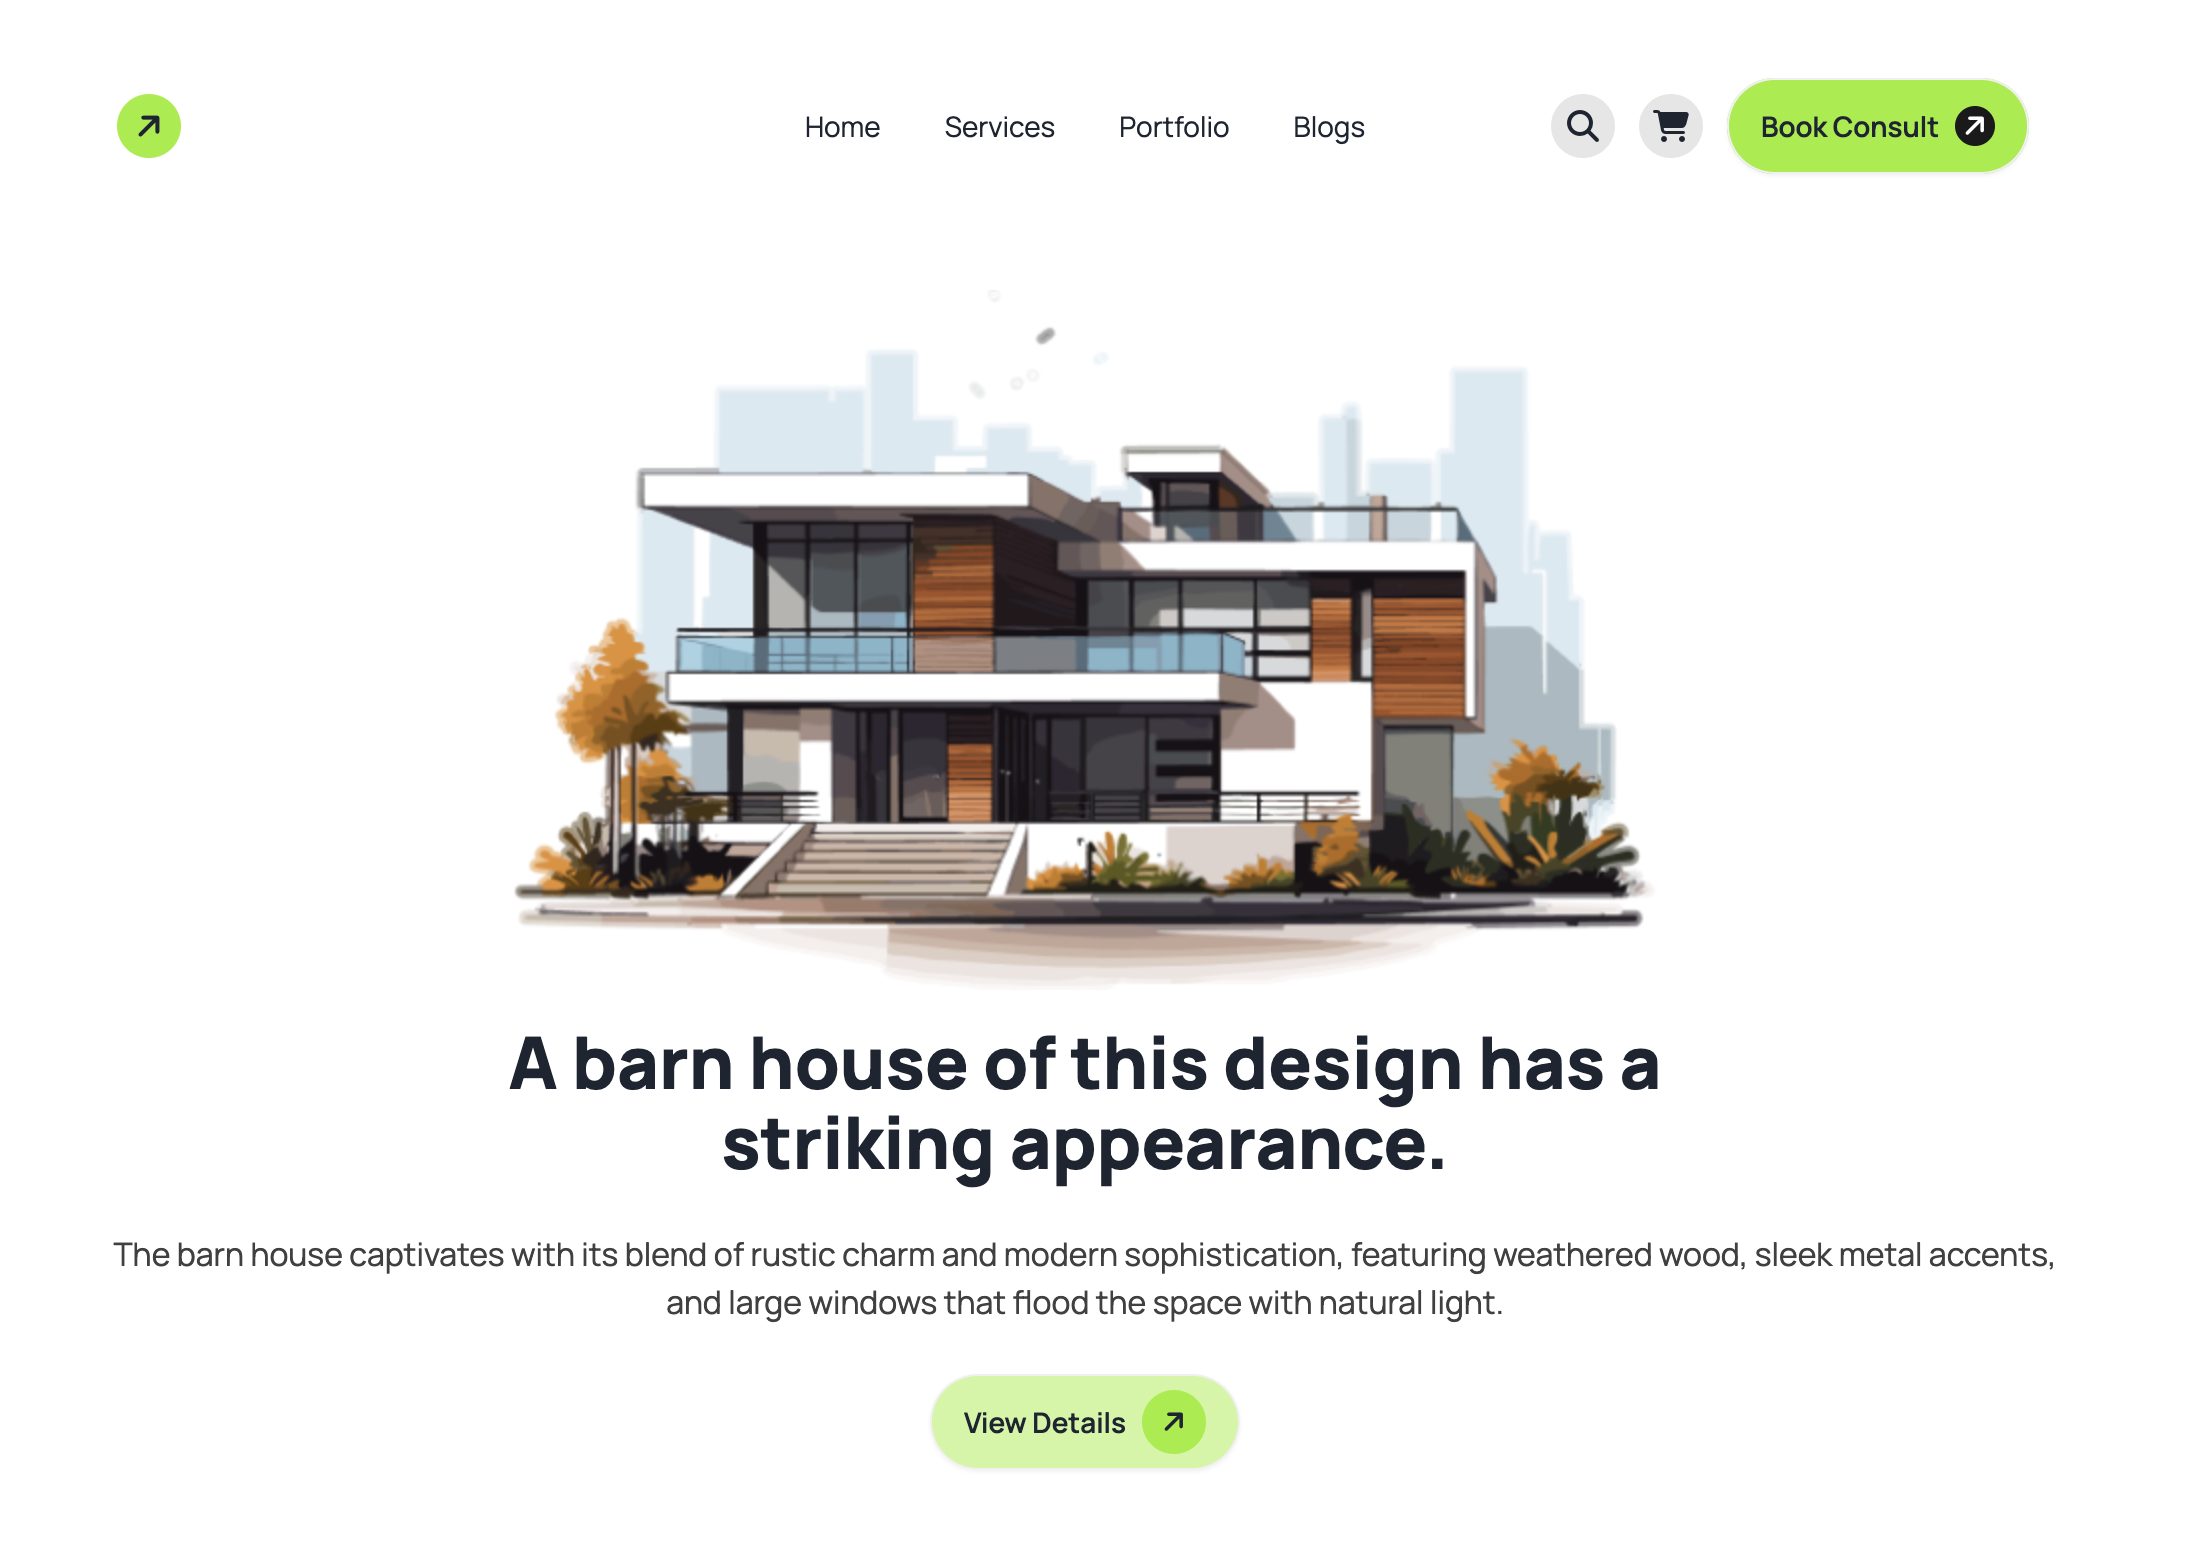 Home Services Portfolio Blogs Book Consult
A barn house of this design has a
striking appearance.
The barn house captivates with its blend of rustic charm and modern sophistication, featuring weathered wood, sleek metal accents,
and large windows that flood the space with natural light.
View Details